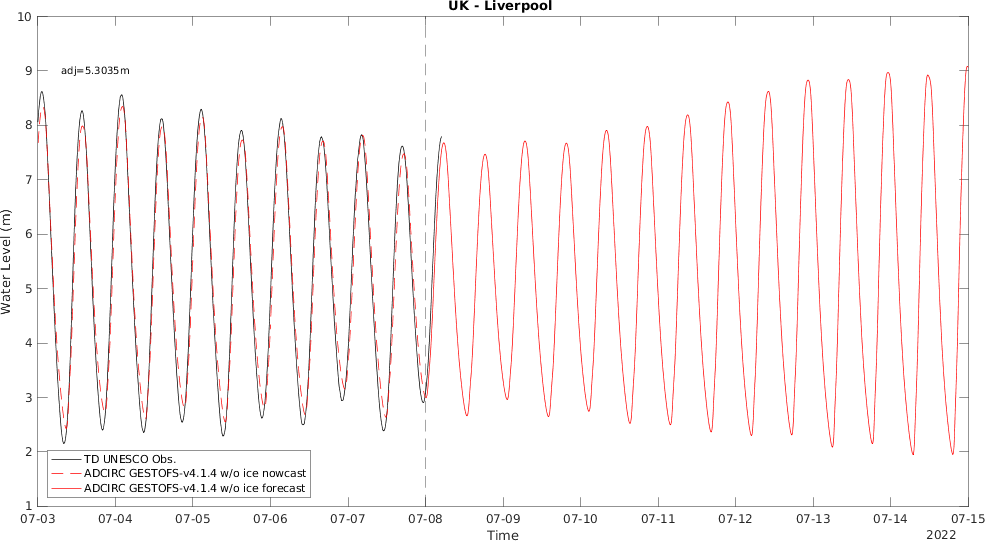 UK - Liverpool
10
9
8
7
6
5
4
3
2
1
Water Level (m)
adj=5.3035m
TD UNESCO Obs.
ADCIRC GESTOFS-v4.1.4 w/o ice nowcast
ADCIRC GESTOFS-v4.1.4 w/o ice forecast
07-03 07-04 07-05 07-06 07-07 07-08 07-09 07-10 07-11 07-12 07-13 07-14 07-15
Time
2022